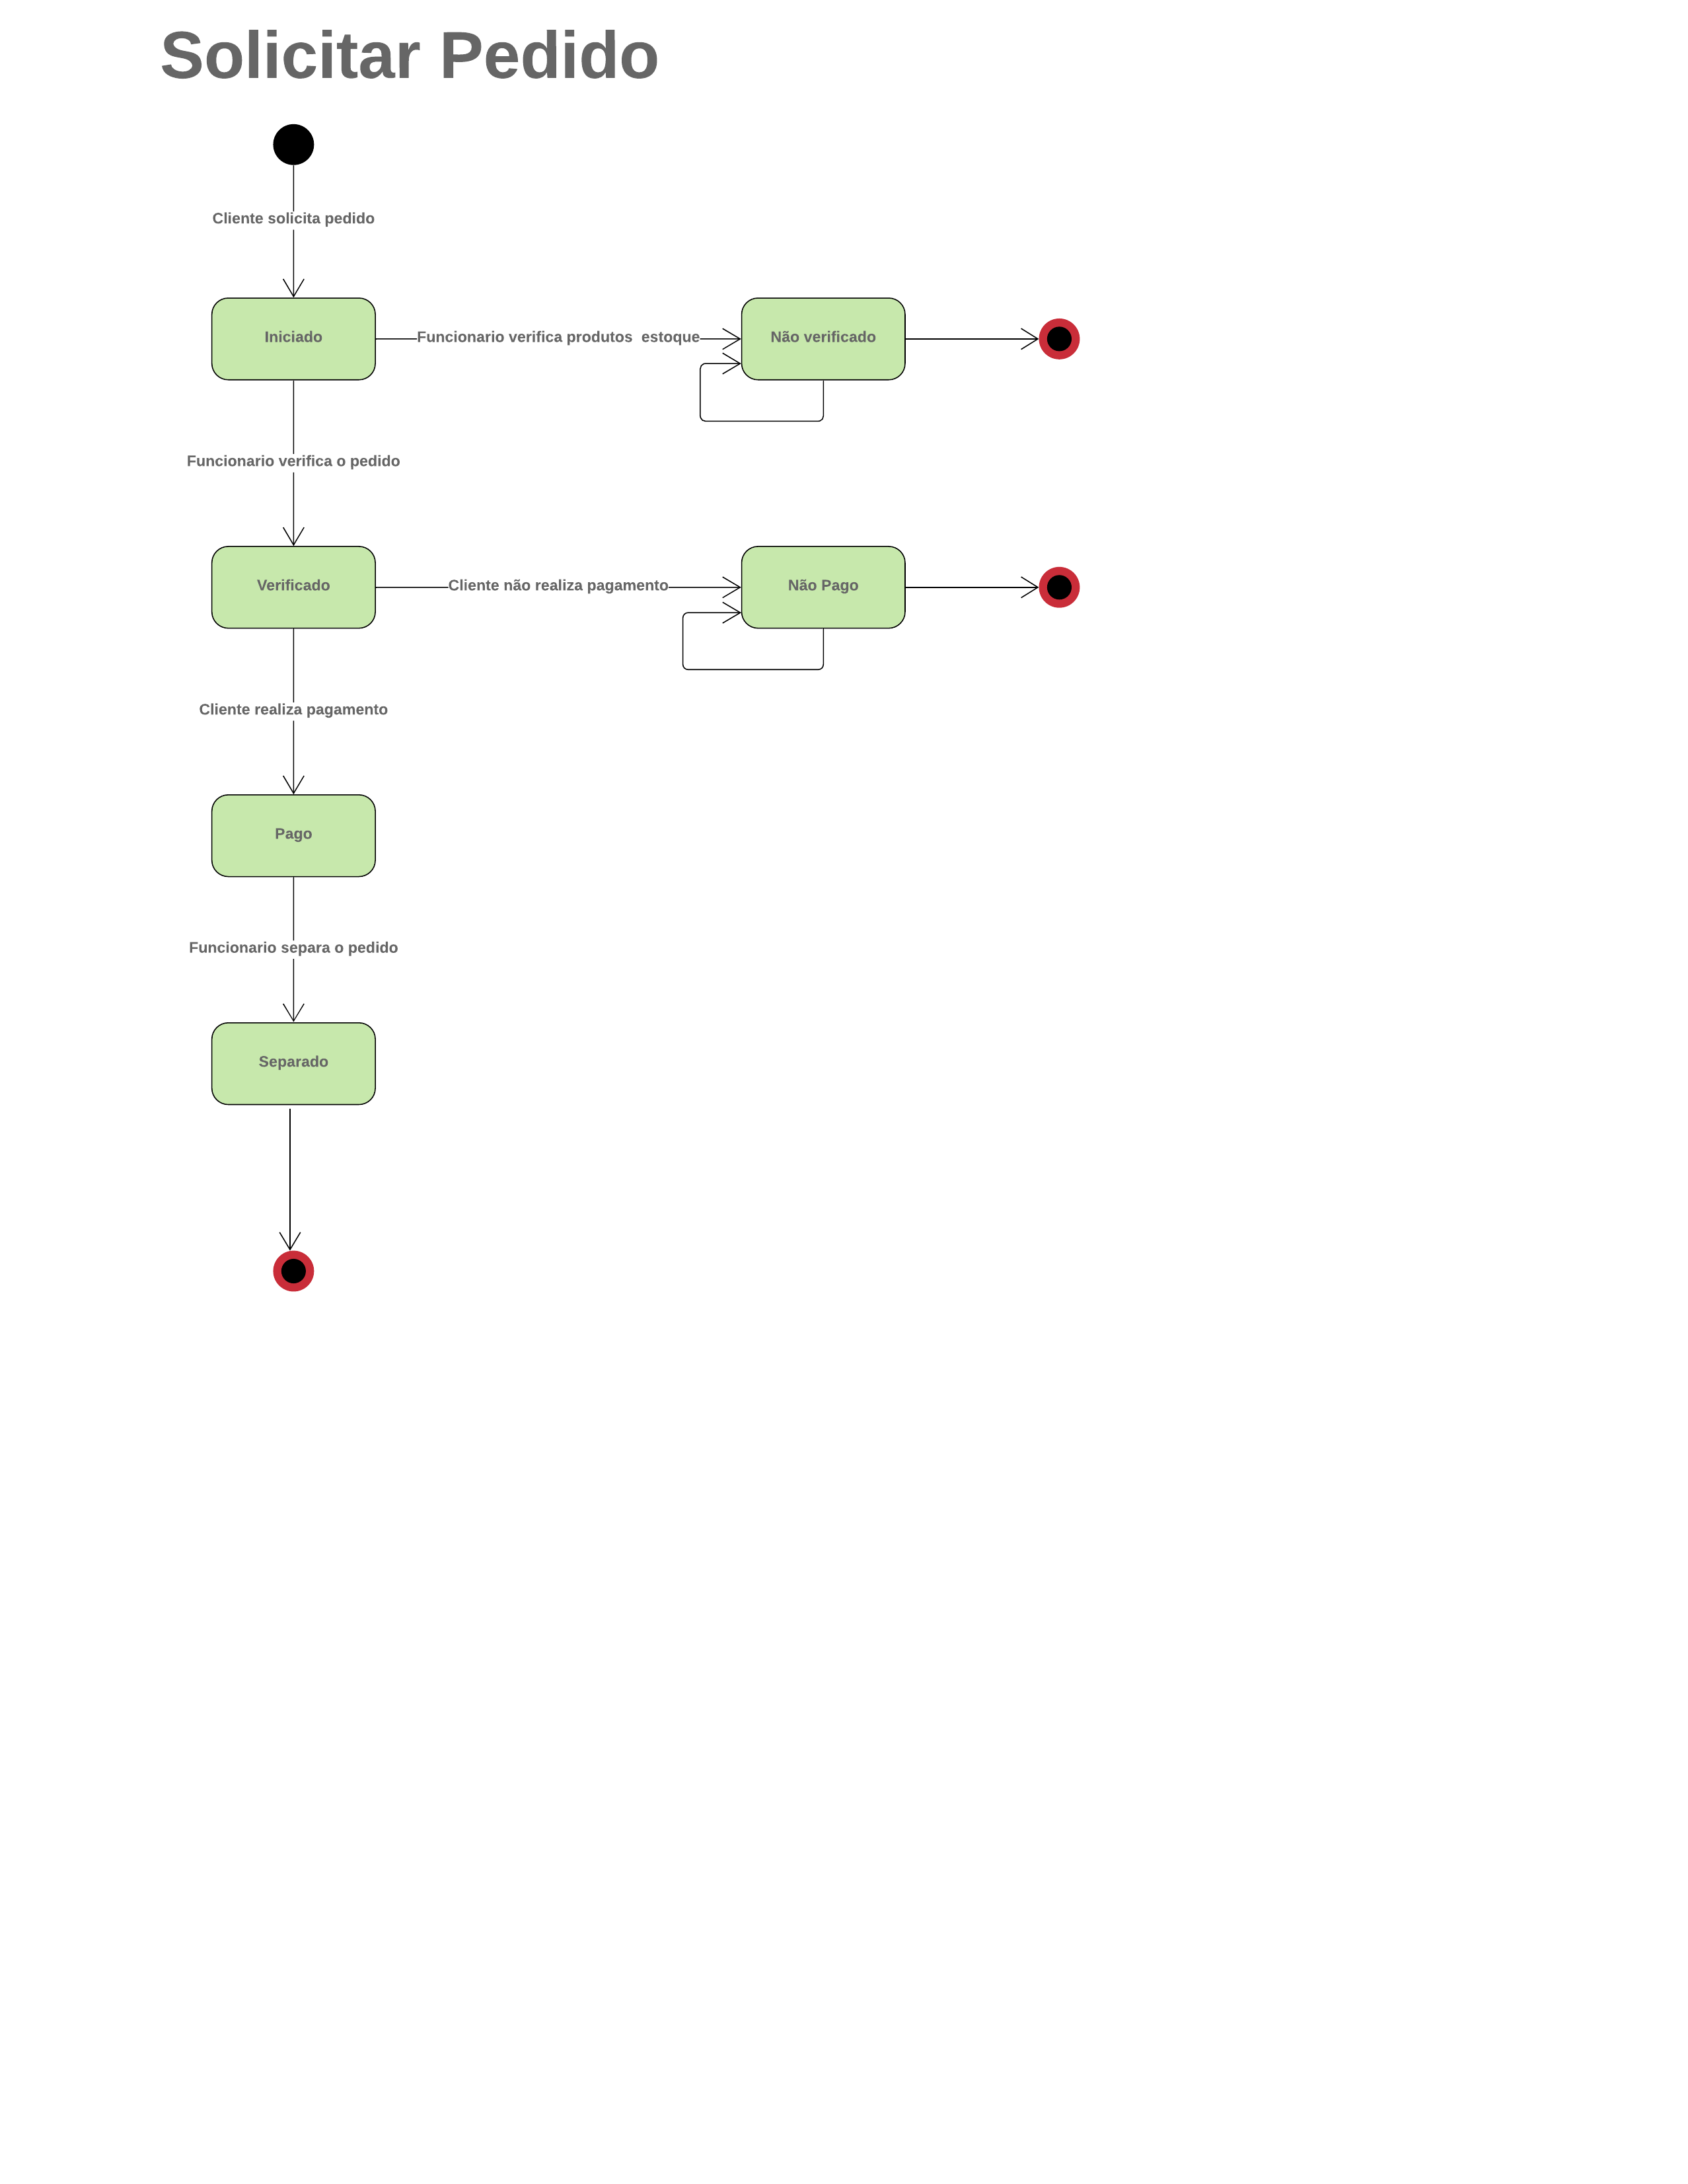 Solicitar Pedido
Cliente solicita pedido
Iniciado
Funcionario verifica produtos  estoque
Não verificado
Funcionario verifica o pedido
Verificado
Cliente não realiza pagamento
Não Pago
Cliente realiza pagamento
Pago
Funcionario separa o pedido
Separado